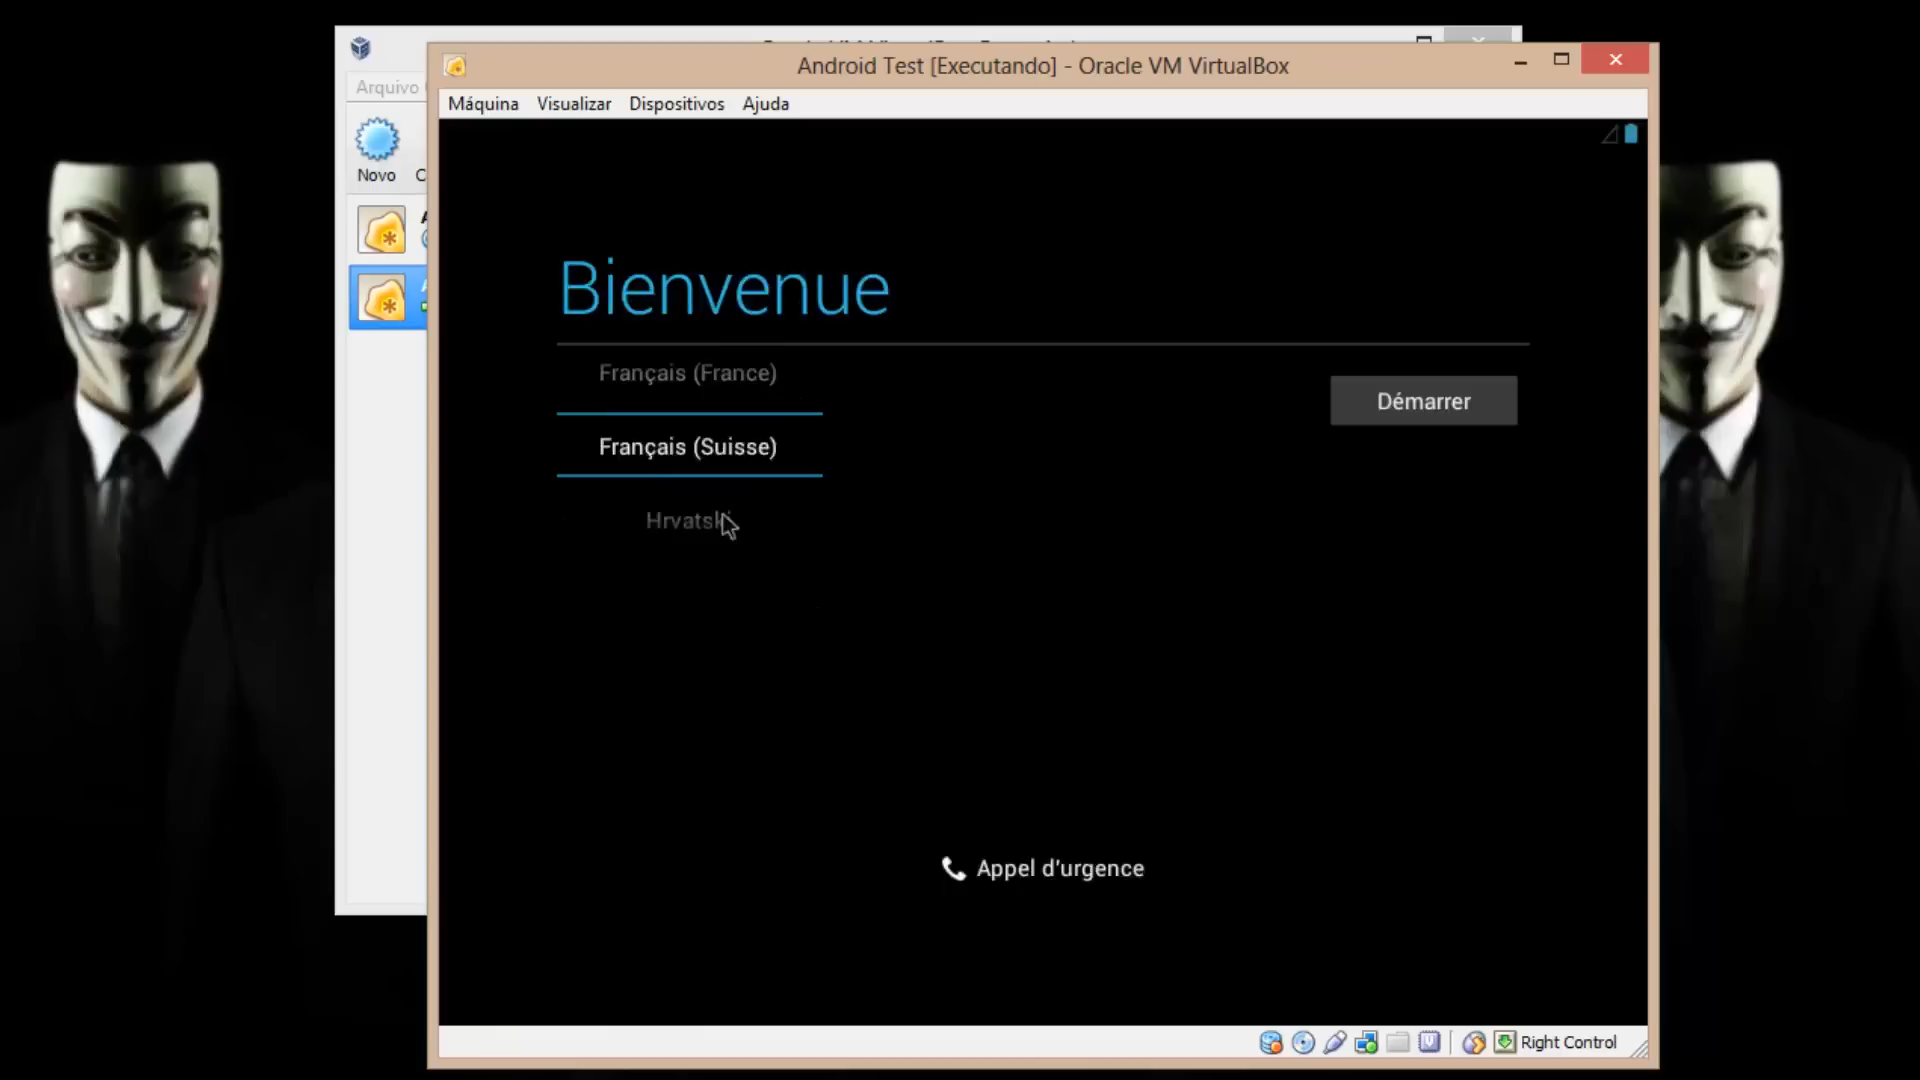 Android Test [Executando] - Oracle VM VirtualBox
Arquivo
Máquina Visualizar Dispositivos Ajuda
Novo
Bienvenue
Français (France)
Démarrer
Français (Suisse)
Hrvatski
Appel d'urgence
Right Control